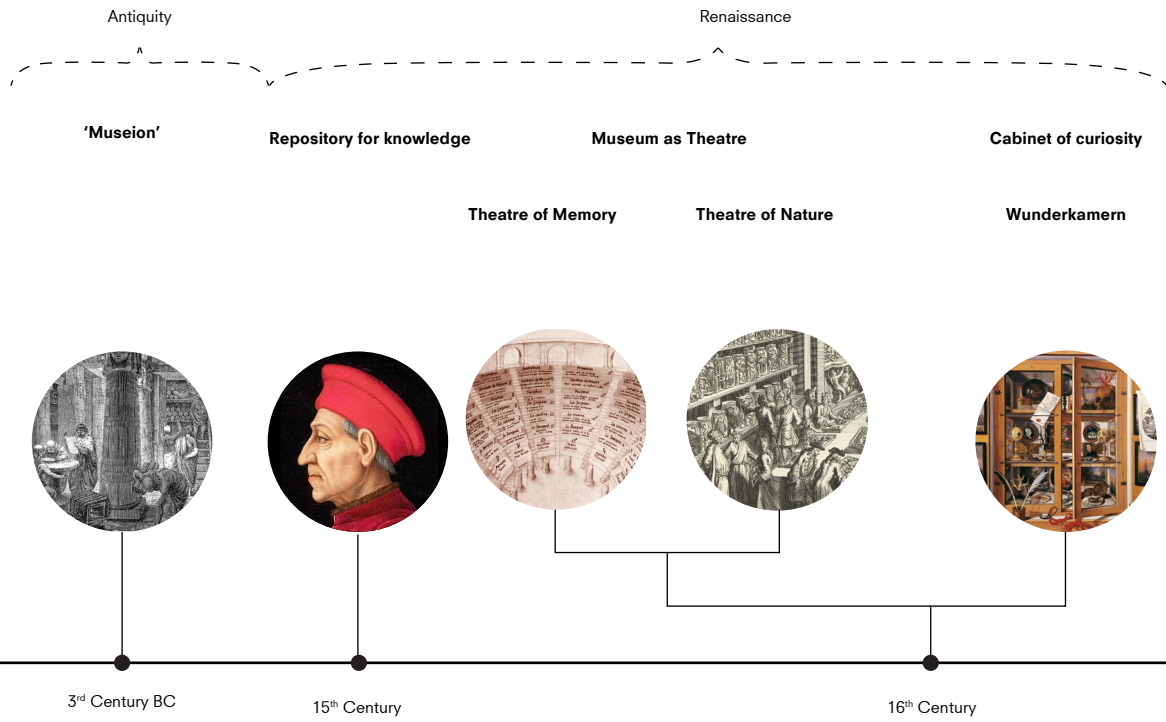 Antiquity
Renaissance
‘Museion’
Repository for knowledge
Museum as Theatre
Cabinet of curiosity
Theatre of Memory
Theatre of Nature
Wunderkamern
3rd Century BC
15th Century
16th Century